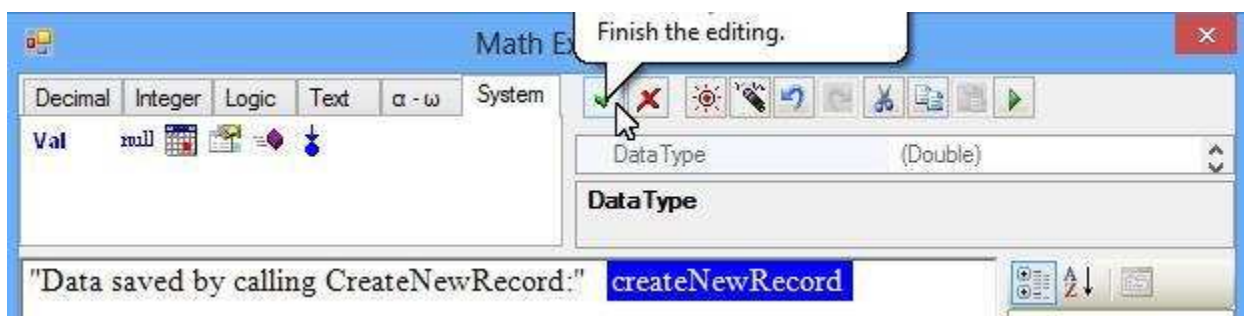 Finish the editing.
Math E
Decimal Integer Logic Text α - ω System
Val null
DataType (Double)
DataType
"Data saved by calling CreateNewRecord:" createNewRecord
A
Z